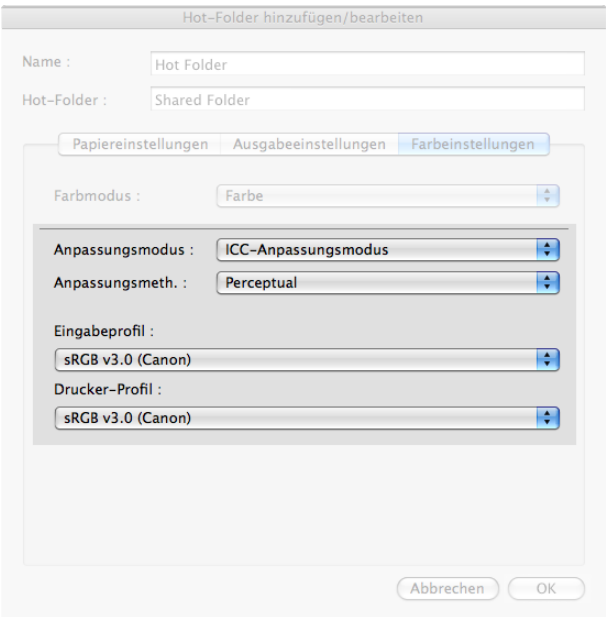 Hot-Folder hinzufügen/bearbeiten
Name : Hot Folder
Hot-Folder : Shared Folder
Papiereinstellungen Ausgabeeinstellungen Farbeinstellungen
Farbmodus : Farbe
Anpassungsmodus : ICC-Anpassungsmodus
Anpassungsmeth. : Perceptual
Eingabeprofil :
sRGB v3.0 (Canon)
Drucker-Profil :
sRGB v3.0 (Canon)
Abbrechen OK